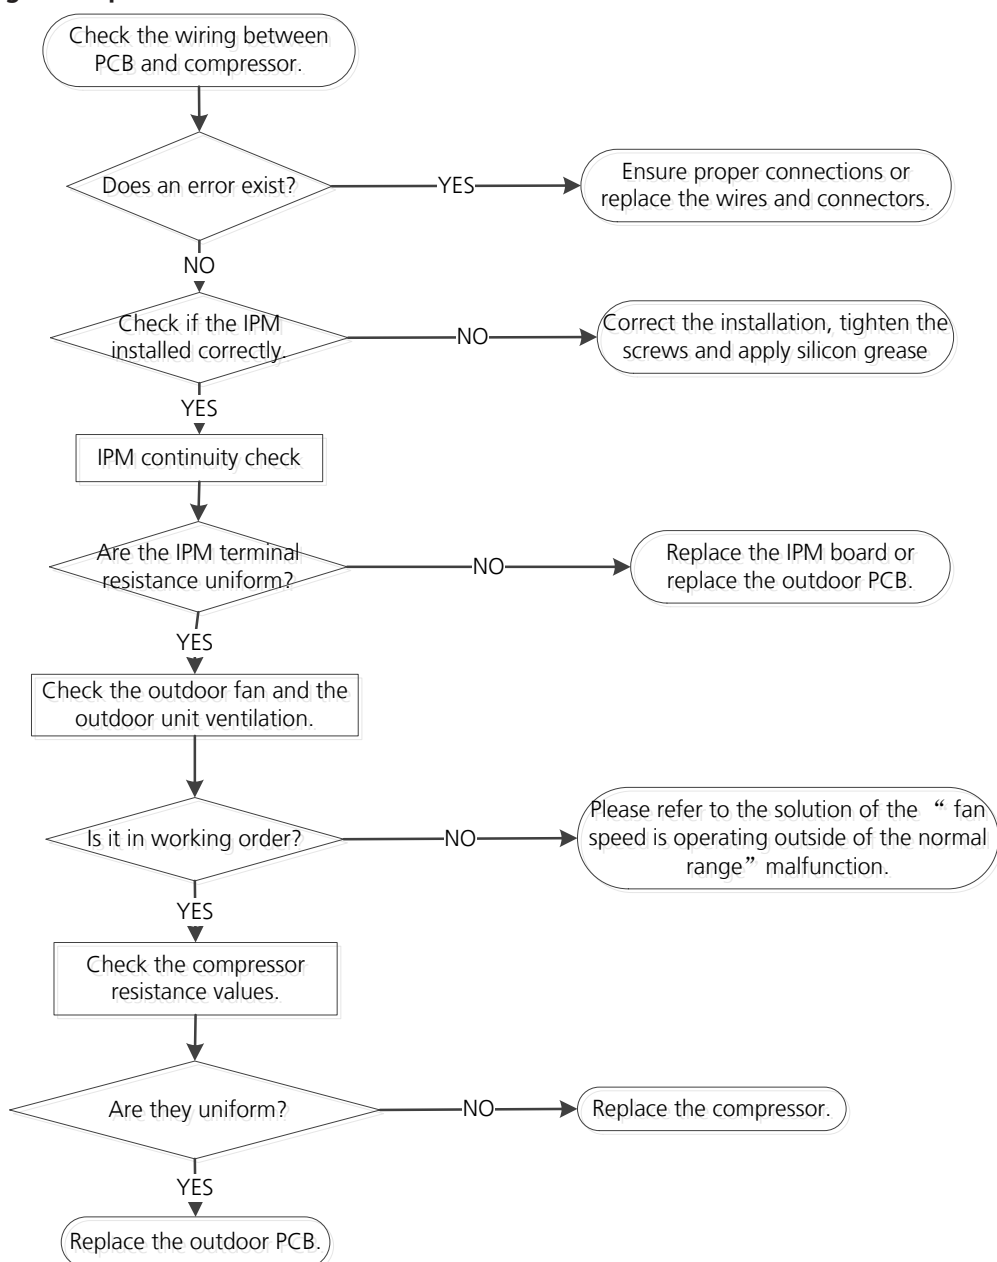 Check the wiring between
PCB and compressor.
Does an error exist?
YES
Ensure proper connections or
replace the wires and connectors.
NO
Check if the IPM
installed correctly.
NO
Correct the installation, tighten the
screws and apply silicon grease
YES
IPM continuity check
Are the IPM terminal
resistance uniform?
NO
Replace the IPM board or
replace the outdoor PCB.
YES
Check the outdoor fan and the
outdoor unit ventilation.
Is it in working order?
NO
Please refer to the solution of the “ fan
speed is operating outside of the normal
range” malfunction.
YES
Check the compressor
resistance values.
Are they uniform?
NO
Replace the compressor.
YES
Replace the outdoor PCB.